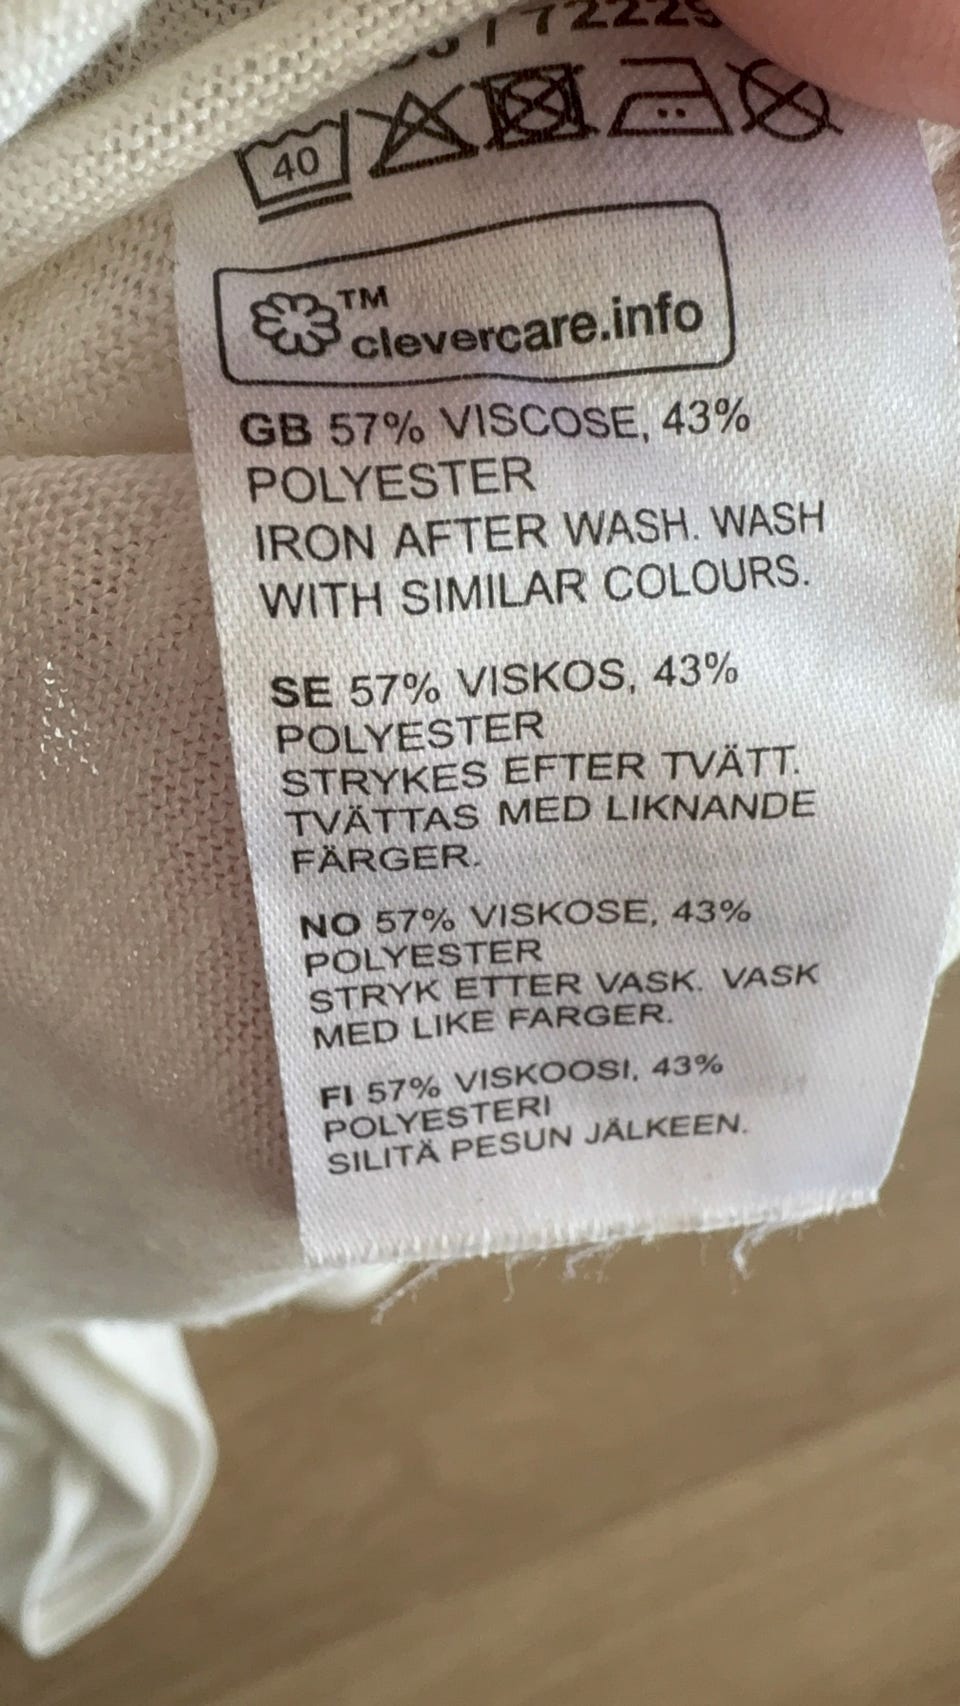 40
TM
clevercare.info
GB 57% VISCOSE, 43%
POLYESTER
IRON AFTER WASH. WASH
WITH SIMILAR COLOURS.
SE 57% VISKOS, 43%
POLYESTER
STRYKES EFTER TVÄTT.
TVÄTTAS MED LIKNANDE
FÄRGER.
NO 57% VISKOSE, 43%
POLYESTER
STRYK ETTER VASK. VASK
MED LIKE FARGER.
FI 57% VISKOOSI, 43%
POLYESTERI
SILITÄ PESUN JÄLKEEN.